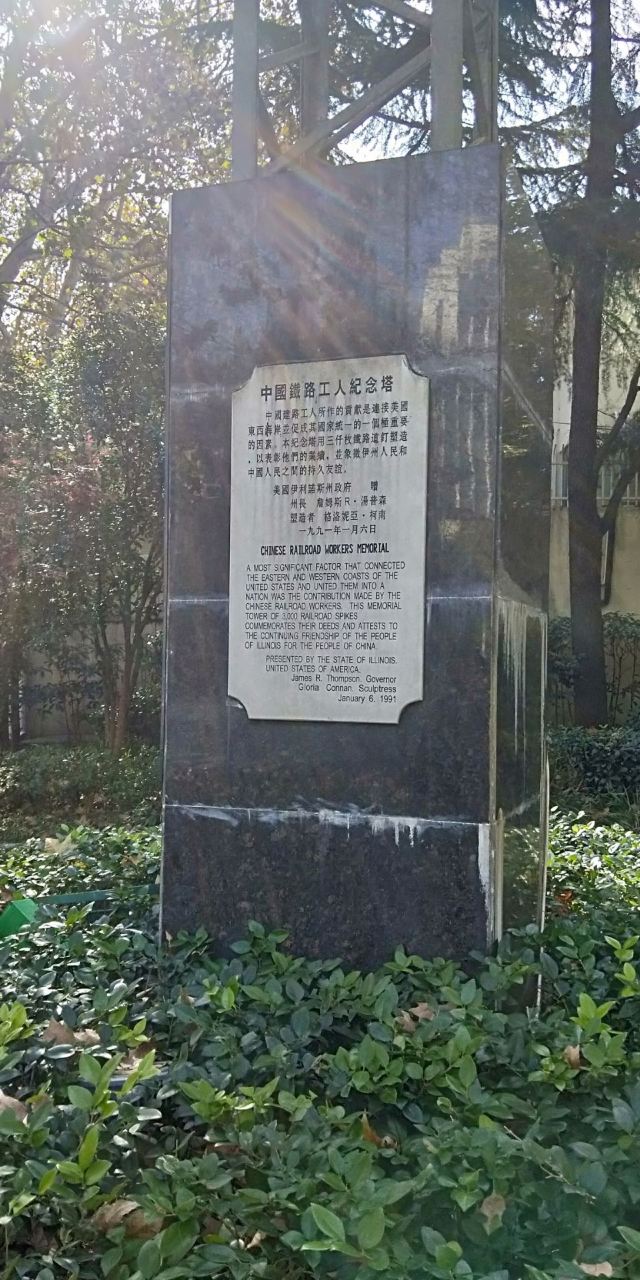 中國鐵路工人紀念塔
中國建路工人所作的貢獻是連接美國
東西海岸並促成其國家統一的一個極重要
的因素。本紀念塔用三仟枚鐵路道釘塑造
，以表彰他們的業績，並象徵伊州人民和
中國人民之間的持久友誼。
美國伊利諾斯州政府 贈
州長 詹姆斯R·湯普森
塑造者 格洛妮亞·柯南
一九九一年一月六日
CHINESE RAILROAD WORKERS MEMORIAL
A MOST SIGNIFICANT FACTOR THAT CONNECTED
THE EASTERN AND WESTERN COASTS OF THE
UNITED STATES AND UNITED THEM INTO A
NATION WAS THE CONTRIBUTION MADE BY THE
CHINESE RAILROAD WORKERS. THIS MEMORIAL
TOWER OF 3,000 RAILROAD SPIKES
COMMEMORATES THEIR DEEDS AND ATTESTS TO
THE CONTINUING FRIENDSHIP OF THE PEOPLE
OF ILLINOIS FOR THE PEOPLE OF CHINA.
PRESENTED BY THE STATE OF ILLINOIS.
UNITED STATES OF AMERICA.
James R. Thompson. Governor
Gloria Connan. Sculptress
January 6. 1991